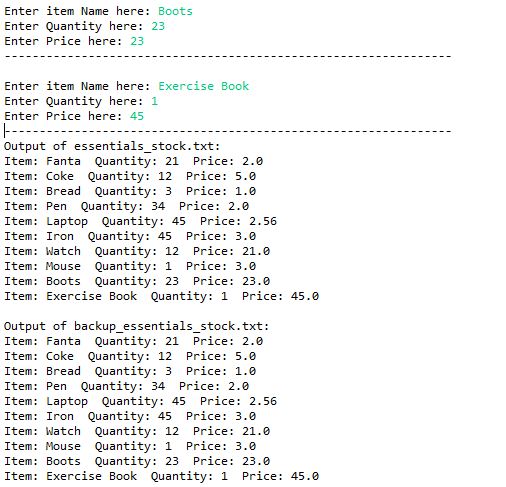 Enter item Name here: Boots
Enter Quantity here: 23
Enter Price here: 23
----------------------------------------------------------------
Enter item Name here: Exercise Book
Enter Quantity here: 1
Enter Price here: 45
----------------------------------------------------------------
Output of essentials_stock.txt:
Item: Fanta  Quantity: 21  Price: 2.0
Item: Coke  Quantity: 12  Price: 5.0
Item: Bread  Quantity: 3  Price: 1.0
Item: Pen  Quantity: 34  Price: 2.0
Item: Laptop  Quantity: 45  Price: 2.56
Item: Iron  Quantity: 45  Price: 3.0
Item: Watch  Quantity: 12  Price: 21.0
Item: Mouse  Quantity: 1  Price: 3.0
Item: Boots  Quantity: 23  Price: 23.0
Item: Exercise Book  Quantity: 1  Price: 45.0
Output of backup_essentials_stock.txt:
Item: Fanta  Quantity: 21  Price: 2.0
Item: Coke  Quantity: 12  Price: 5.0
Item: Bread  Quantity: 3  Price: 1.0
Item: Pen  Quantity: 34  Price: 2.0
Item: Laptop  Quantity: 45  Price: 2.56
Item: Iron  Quantity: 45  Price: 3.0
Item: Watch  Quantity: 12  Price: 21.0
Item: Mouse  Quantity: 1  Price: 3.0
Item: Boots  Quantity: 23  Price: 23.0
Item: Exercise Book  Quantity: 1  Price: 45.0